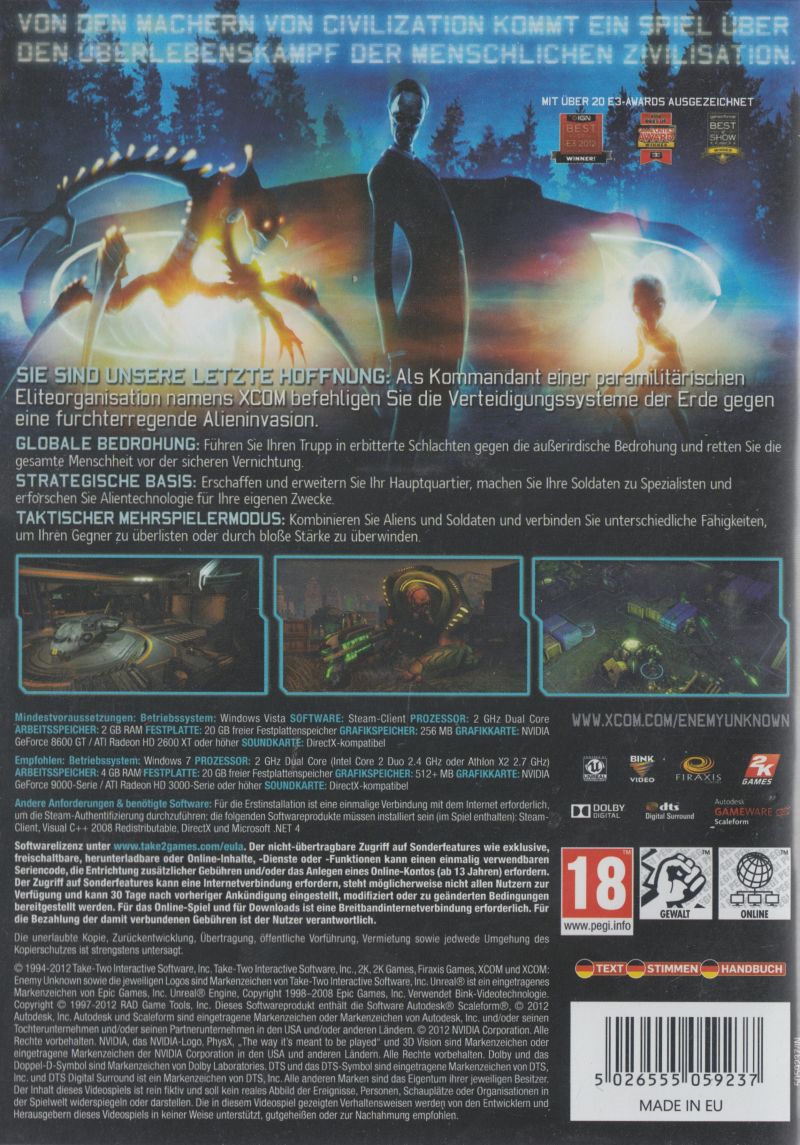 VON DEN MACHERN VON CIVILIZATION KOMMT EIN SPIEL ÜBER
DEN ÜBERLEBENSKAMPF DER MENSCHLICHEN ZIVILISATION.
MIT ÜBER 20 E3-AWARDS AUSGEZEICHNET
IGN
BEST
E3 2012
WINNER!
AWARD
WINNER
BEST
SHOW
SIE SIND UNSERE LETZTE HOFFNUNG: Als Kommandant einer paramilitärischen
Eliteorganisation namens XCOM befehligen Sie die Verteidigungssysteme der Erde gegen
eine furchterregende Alieninvasion.
GLOBALE BEDROHUNG: Führen Sie Ihren Trupp in erbitterte Schlachten gegen die außerirdische Bedrohung und retten Sie die
gesamte Menschheit vor der sicheren Vernichtung.
STRATEGISCHE BASIS: Erschaffen und erweitern Sie Ihr Hauptquartier, machen Sie Ihre Soldaten zu Spezialisten und
erforschen Sie Alientechnologie für Ihre eigenen Zwecke.
TAKTISCHER MEHRSPIELERMODUS: Kombinieren Sie Aliens und Soldaten und verbinden Sie unterschiedliche Fähigkeiten,
um Ihren Gegner zu überlisten oder durch bloße Stärke zu überwinden.
Mindestvoraussetzungen: Betriebssystem: Windows Vista SOFTWARE: Steam-Client PROZESSOR: 2 GHz Dual Core
ARBEITSSPEICHER: 2 GB RAM FESTPLATTE: 20 GB freier Festplattenspeicher GRAFIKSPEICHER: 256 MB GRAFIKKARTE: NVIDIA
GeForce 8600 GT / ATI Radeon HD 2600 XT oder höher SOUNDKARTE: DirectX-kompatibel
Empfohlen: Betriebssystem: Windows 7 PROZESSOR: 2 GHz Dual Core (Intel Core 2 Duo 2.4 GHz oder Athlon X2 2.7 GHz)
ARBEITSSPEICHER: 4 GB RAM FESTPLATTE: 20 GB freier Festplattenspeicher GRAFIKSPEICHER: 512+ MB GRAFIKKARTE: NVIDIA
GeForce 9000-Serie / ATI Radeon HD 3000-Serie oder höher SOUNDKARTE: DirectX-kompatibel
Andere Anforderungen & benötigte Software: Für die Erstinstallation ist eine einmalige Verbindung mit dem Internet erforderlich,
um die Steam-Authentifizierung durchzuführen; die folgenden Softwareprodukte müssen installiert sein (im Spiel enthalten): Steam-
Client, Visual C++ 2008 Redistributable, DirectX und Microsoft .NET 4
Softwarelizenz unter www.take2games.com/eula. Der nicht-übertragbare Zugriff auf Sonderfeatures wie exklusive,
freischaltbare, herunterladbare oder Online-Inhalte, -Dienste oder -Funktionen kann einen einmalig verwendbaren
Seriencode, die Entrichtung zusätzlicher Gebühren und/oder das Anlegen eines Online-Kontos (ab 13 Jahren) erfordern.
Der Zugriff auf Sonderfeatures kann eine Internetverbindung erfordern, steht möglicherweise nicht allen Nutzern zur
Verfügung und kann 30 Tage nach vorheriger Ankündigung eingestellt, modifiziert oder zu geänderten Bedingungen
bereitgestellt werden. Für das Online-Spiel und für Downloads ist eine Breitbandinternetverbindung erforderlich. Für
die Bezahlung der damit verbundenen Gebühren ist der Nutzer verantwortlich.
Die unerlaubte Kopie, Zurückentwicklung, Übertragung, öffentliche Vorführung, Vermietung sowie jedwede Umgehung des
Kopierschutzes ist strengstens untersagt.
© 1994-2012 Take-Two Interactive Software, Inc. Take-Two Interactive Software, Inc., 2K, 2K Games, Firaxis Games, XCOM und XCOM:
Enemy Unknown sowie die jeweiligen Logos sind Markenzeichen von Take-Two Interactive Software, Inc. Unreal® ist ein eingetragenes
Markenzeichen von Epic Games, Inc. Unreal® Engine, Copyright 1998–2008 Epic Games, Inc. Verwendet Bink-Videotechnologie.
Copyright © 1997-2012 RAD Game Tools, Inc. Dieses Softwareprodukt enthält die Software Autodesk® Scaleform®, © 2012
Autodesk, Inc. Autodesk und Scaleform sind eingetragene Markenzeichen oder Markenzeichen von Autodesk, Inc. und/oder seinen
Tochterunternehmen und/oder seinen Partnerunternehmen in den USA und/oder anderen Ländern. © 2012 NVIDIA Corporation. Alle
Rechte vorbehalten. NVIDIA, das NVIDIA-Logo, PhysX, „The way it's meant to be played" und 3D Vision sind Markenzeichen oder
eingetragene Markenzeichen der NVIDIA Corporation in den USA und anderen Ländern. Alle Rechte vorbehalten. Dolby und das
Doppel-D-Symbol sind Markenzeichen von Dolby Laboratories. DTS und das DTS-Symbol sind eingetragene Markenzeichen von DTS,
Inc. und DTS Digital Surround ist ein Markenzeichen von DTS, Inc. Alle anderen Marken sind das Eigentum ihrer jeweiligen Besitzer.
Der Inhalt dieses Videospiels ist rein fiktiv und soll kein reales Abbild der Ereignisse, Personen, Schauplätze oder Organisationen in
der Spielwelt widerspiegeln oder darstellen. Die in diesem Videospiel gezeigten Verhaltensweisen werden von den Entwicklern und
Herausgebern dieses Videospiels in keiner Weise unterstützt, gutgeheißen oder zur Nachahmung empfohlen.
WWW.XCOM.COM/ENEMYUNKNOWN
UNREAL
BINK
VIDEO
FIRAXIS
2K
GAMES
DOLBY
DIGITAL
dts
Digital Surround
Autodesk
GAMEWARE
Scaleform
18
www.pegi.info
GEWALT
ONLINE
TEXT STIMMEN HANDBUCH
5 026555 059237
MADE IN EU
5059237/IN